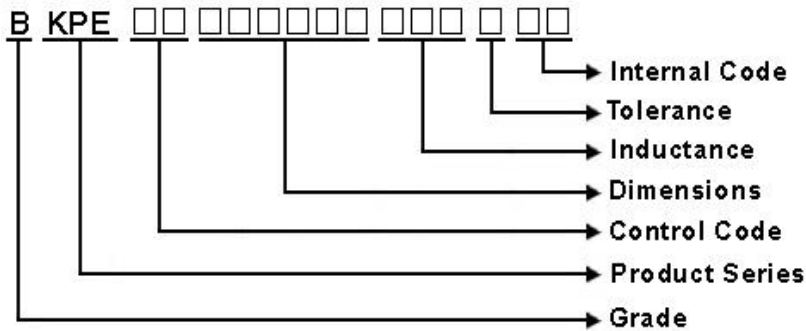 B KPE □□ □□□□□□ □□□ □ □□
Internal Code
Tolerance
Inductance
Dimensions
Control Code
Product Series
Grade